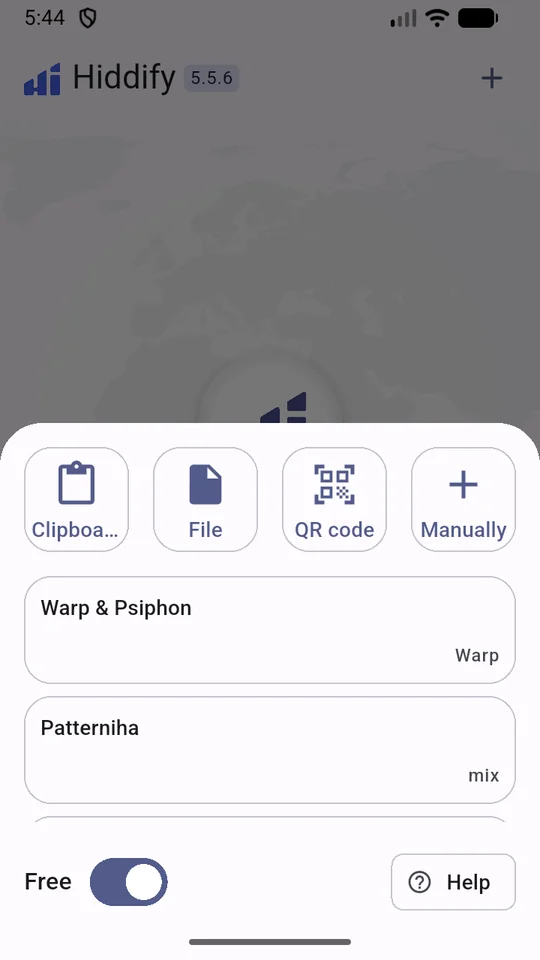 5:44
Hiddify 5.5.6
Clipboa...
File
QR code
Manually
Warp & Psiphon
Warp
Patterniha
mix
Free
Help